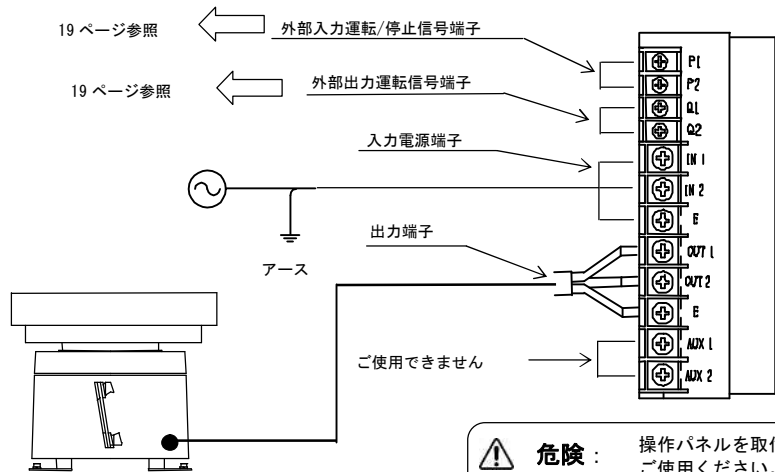 19 ページ参照
外部入力運転/停止信号端子
19 ページ参照
外部出力運転信号端子
入力電源端子
アース
出力端子
ご使用できません
P1
P2
Q1
Q2
IN 1
IN 2
E
OUT 1
OUT 2
E
AUX 1
AUX 2
危険：
操作パネルを取
ご使用ください